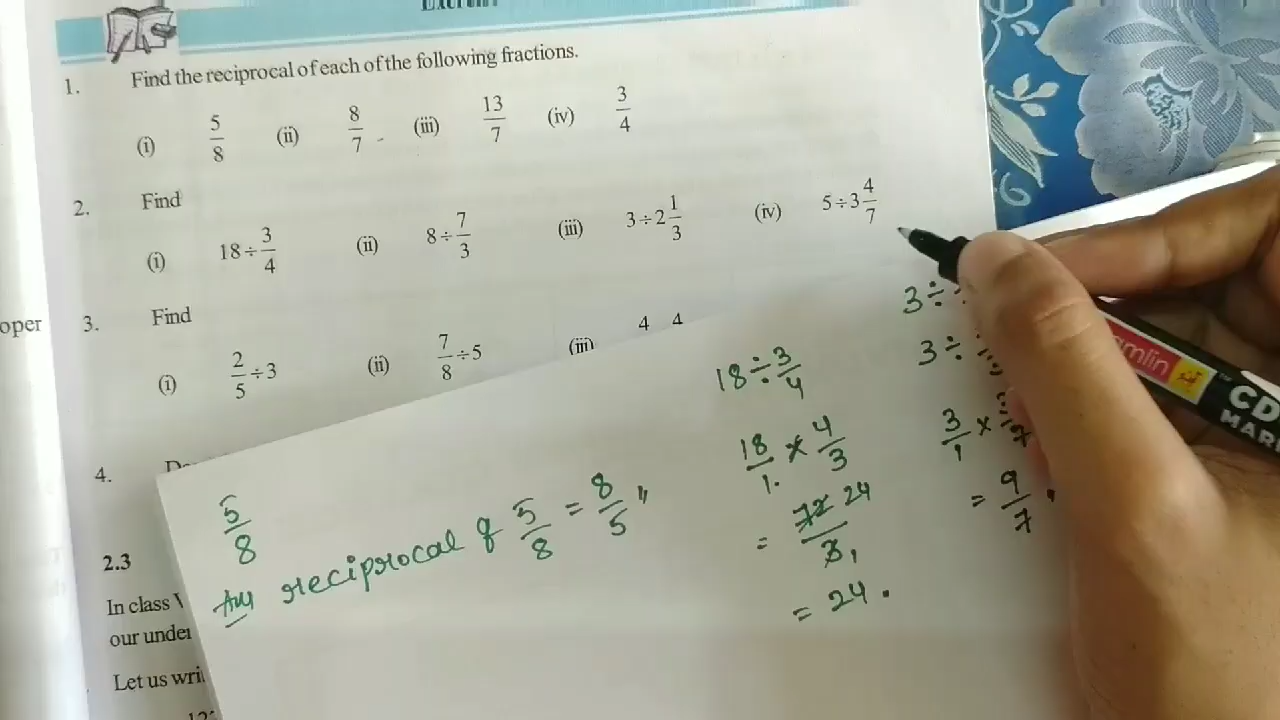 1. Find the reciprocal of each of the following fractions.
(i) 5/8 (ii) 8/7 (iii) 13/7 (iv) 3/4
2. Find
(i) 18 ÷ 3/4 (ii) 8 ÷ 7/3 (iii) 3 ÷ 2 1/3 (iv) 5 ÷ 3 4/7
oper
3. Find
(i) 2/5 ÷ 3 (ii) 7/8 ÷ 5 (iii) 4 4
4.
2.3
In class V
our under
Let us wri
5/8
Ans reciprocal of 5/8 = 8/5 "
18 ÷ 3/4
18/1 × 4/3
= 72 24/3 1
= 24.
3 ÷
3 ÷
3/1 ×
= 9/7.
CD
MARK